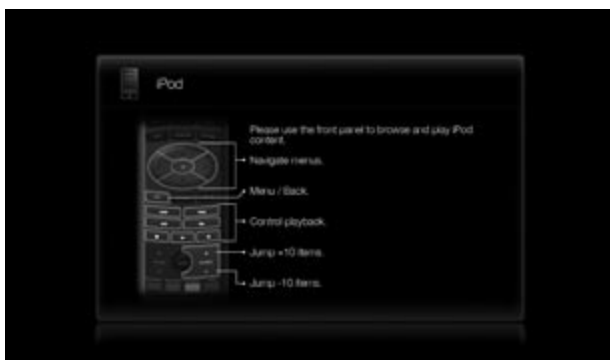 iPod
Please use the front panel to browse and play iPod
content.
Navigate menus.
Menu / Back.
Control playback.
Jump +10 items.
Jump -10 items.